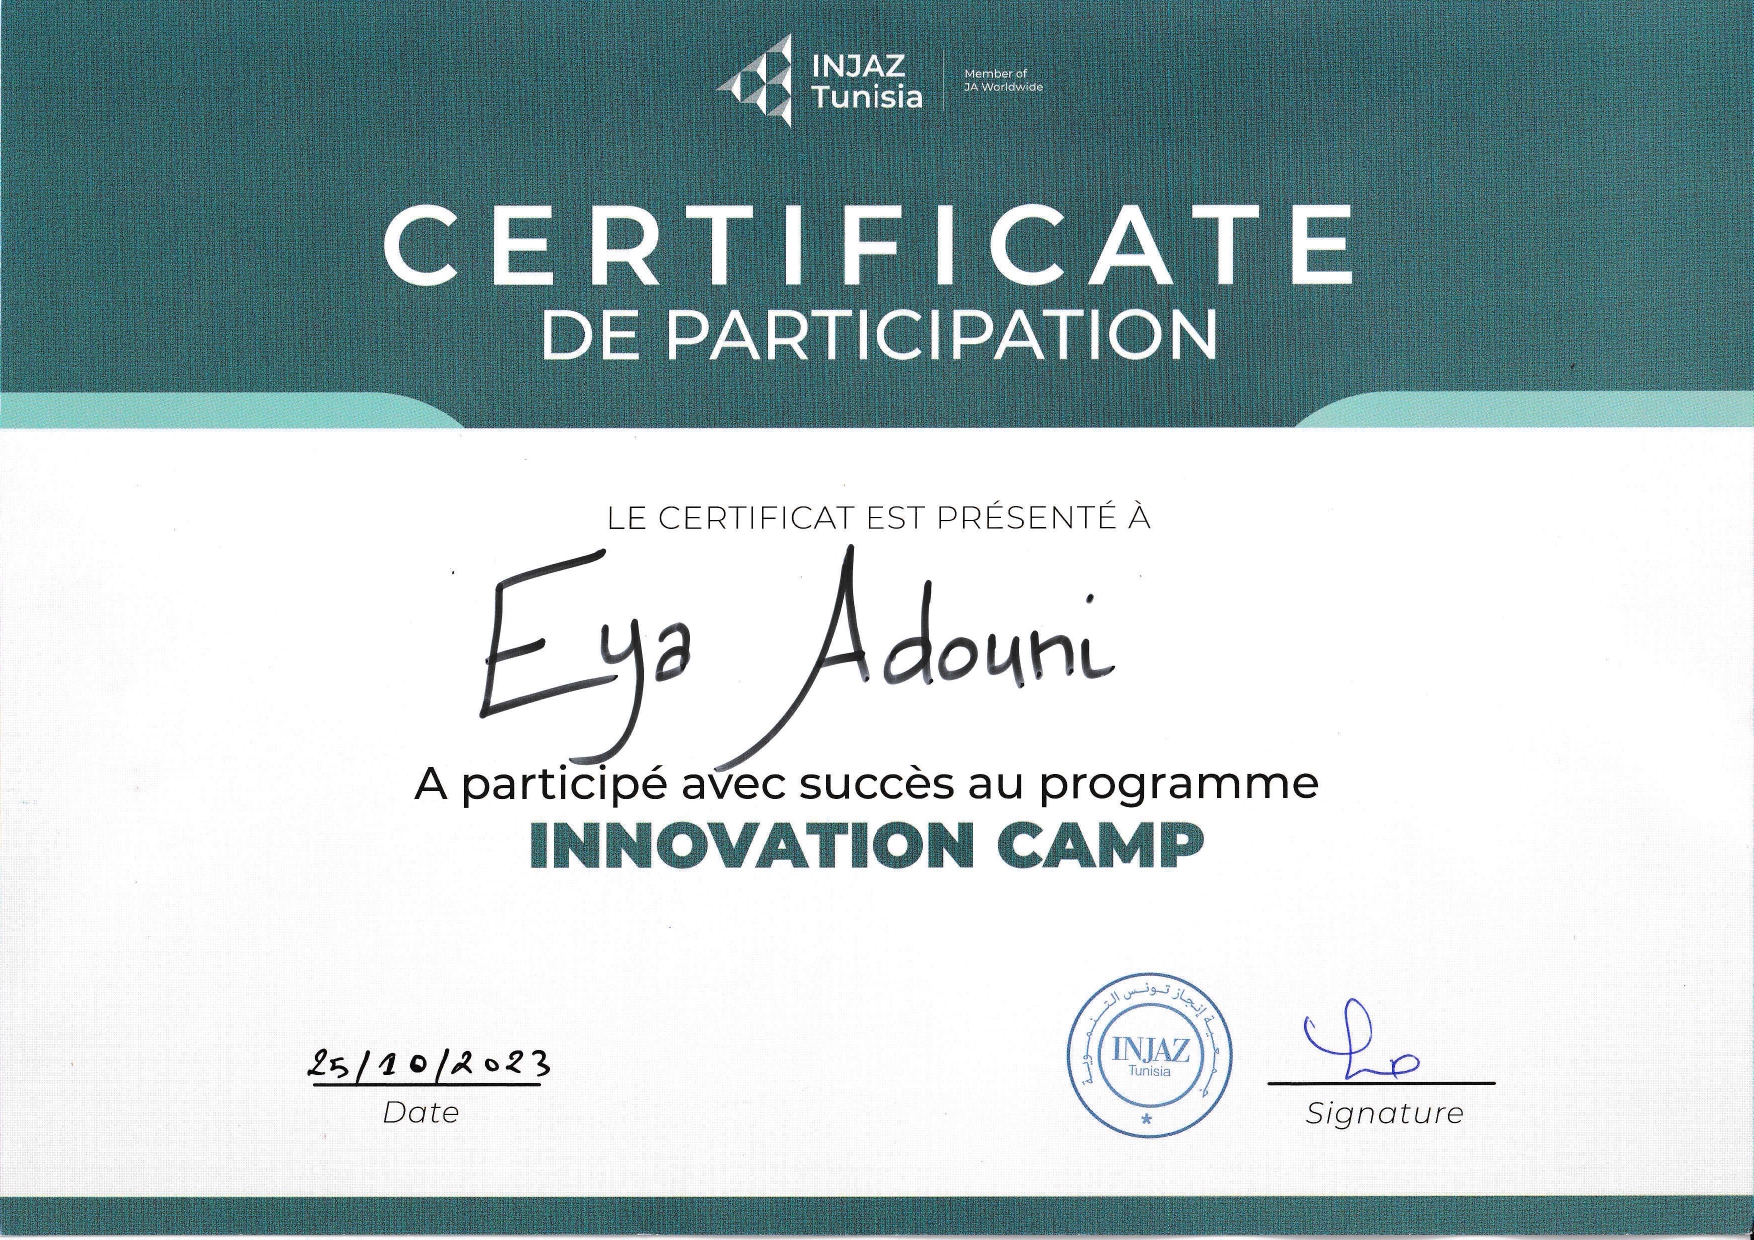 INJAZ
Tunisia
Member of
JA Worldwide
CERTIFICATE
DE PARTICIPATION
LE CERTIFICAT EST PRÉSENTÉ À
Eya Adouni
A participé avec succès au programme
INNOVATION CAMP
25/10/2023
Date
جمعية إنجاز تونس التنموية
INJAZ
Tunisia
*
Signature